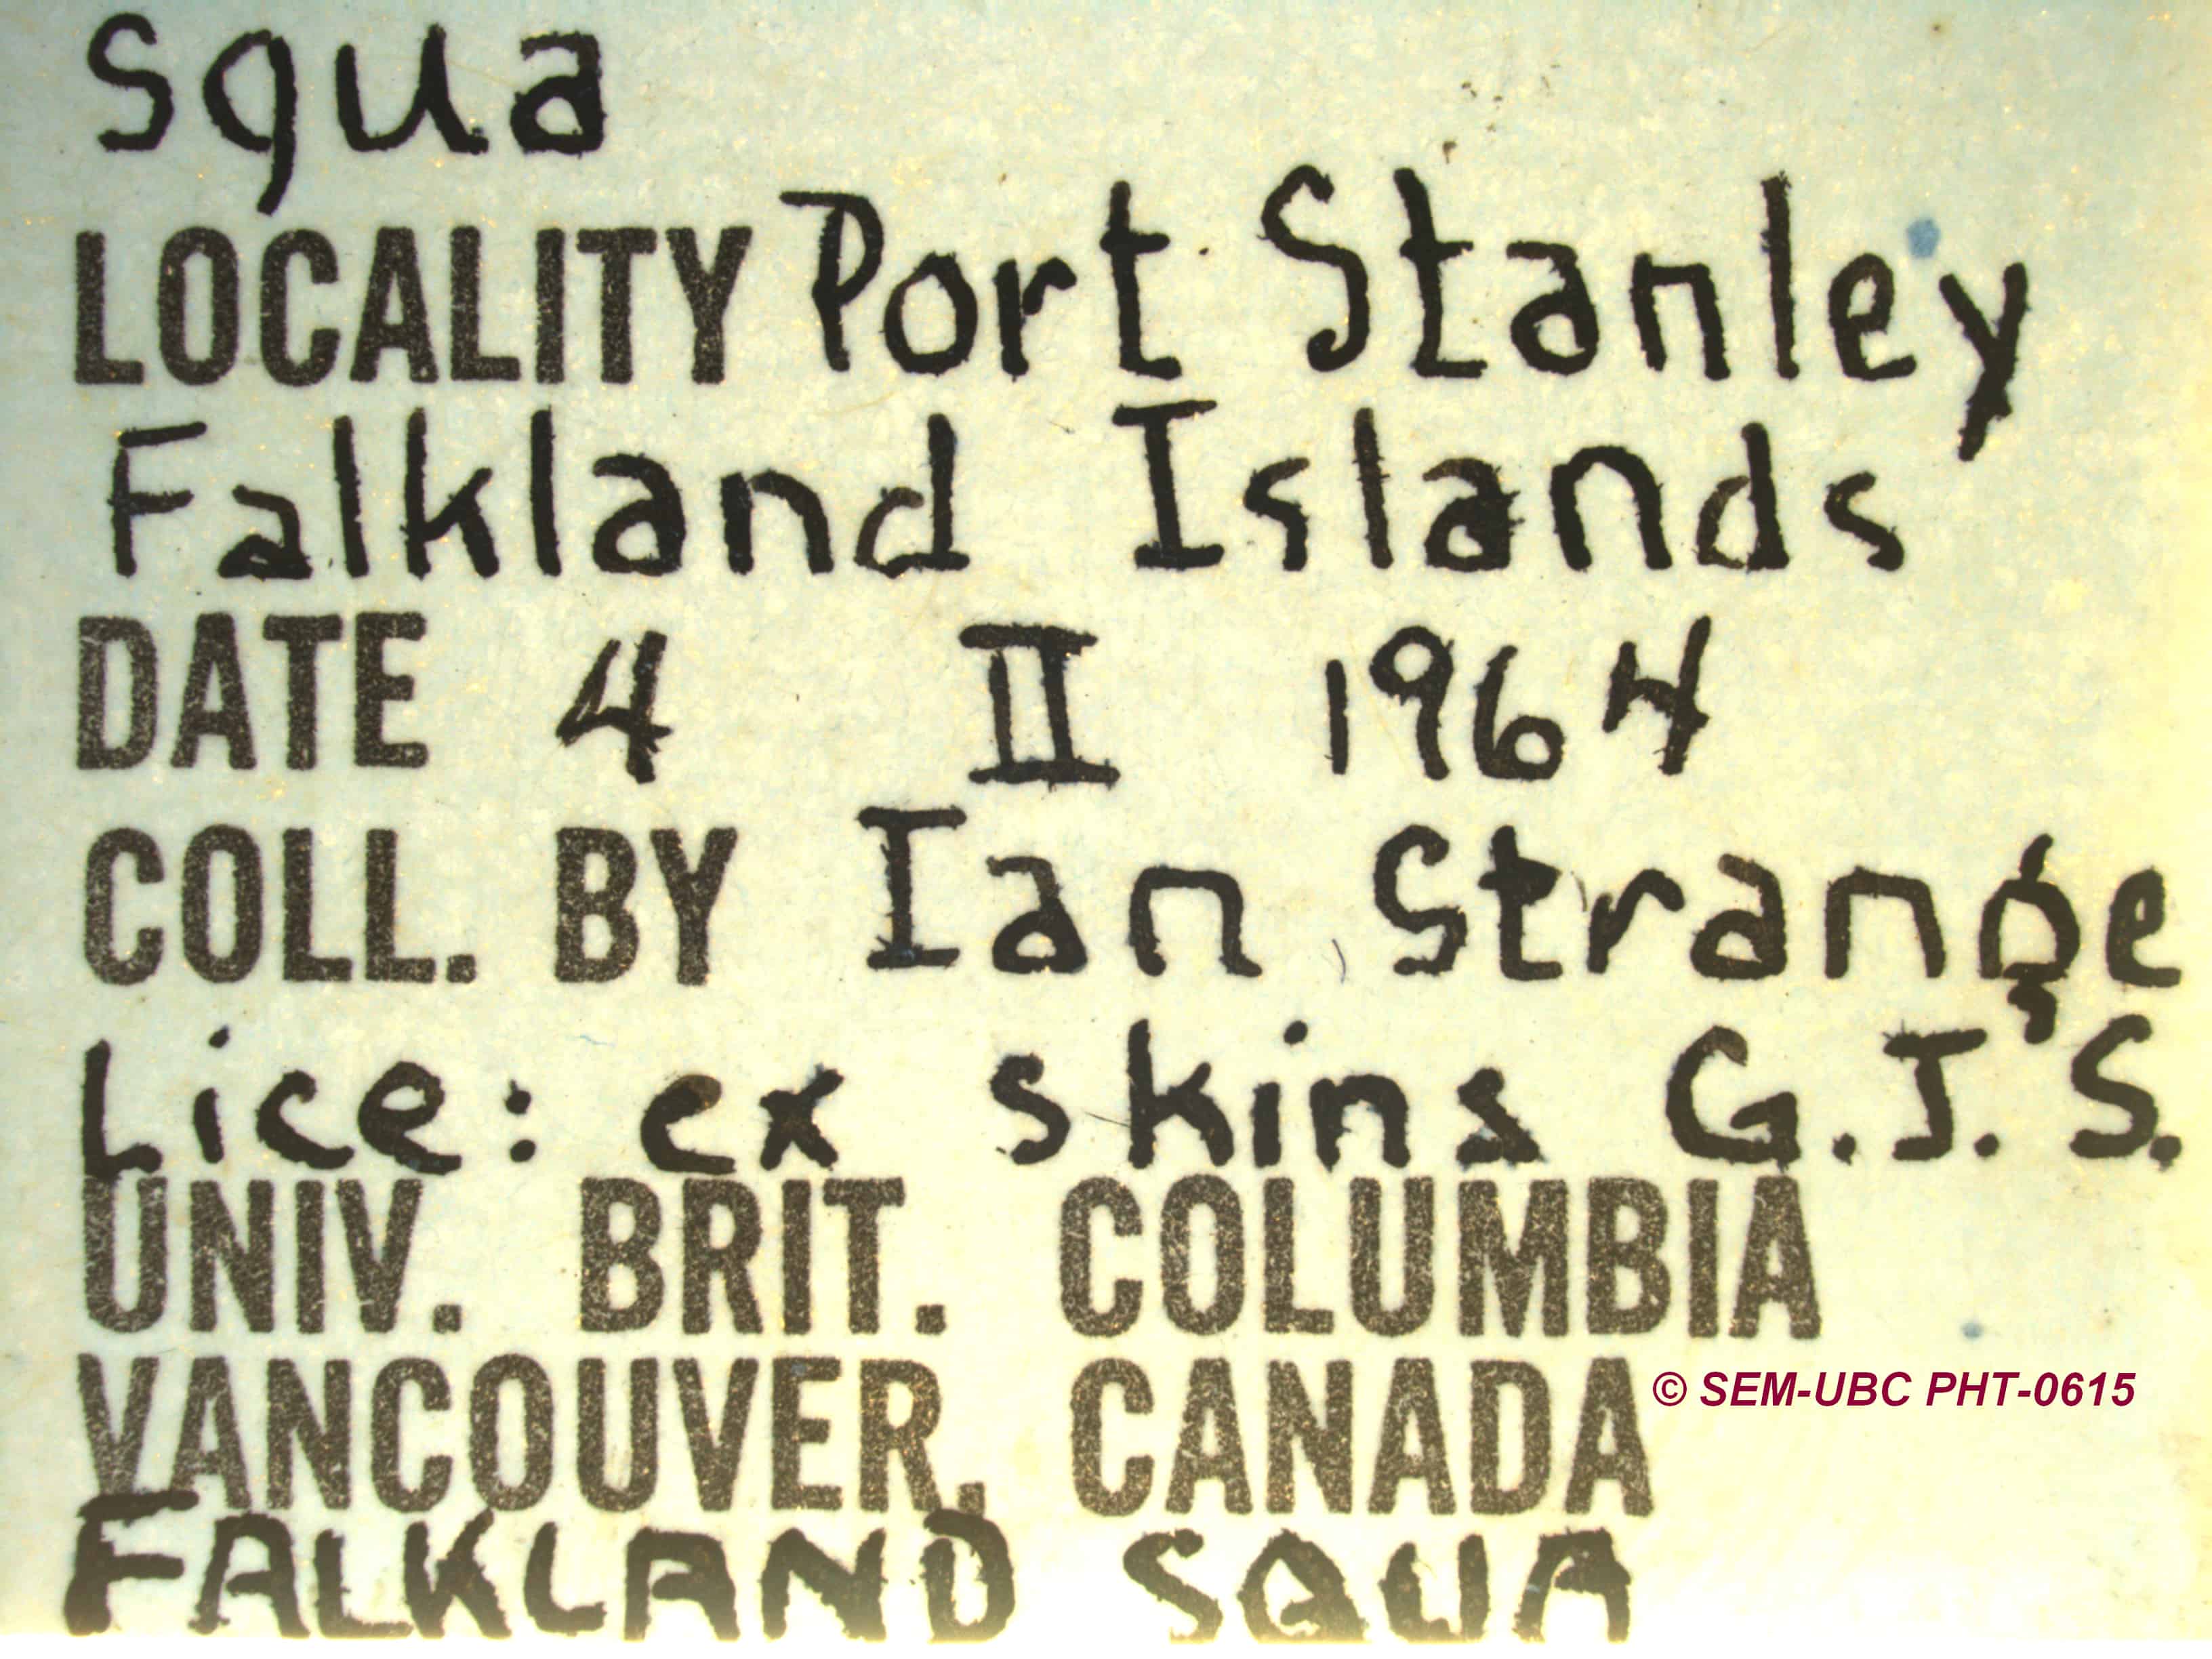 squa
LOCALITY Port Stanley
Falkland Islands
DATE 4 II 1964
COLL. BY Ian Strange
Lice: ex skins G.J.S.
UNIV. BRIT. COLUMBIA
VANCOUVER, CANADA
© SEM-UBC PHT-0615
FALKLAND SQUA